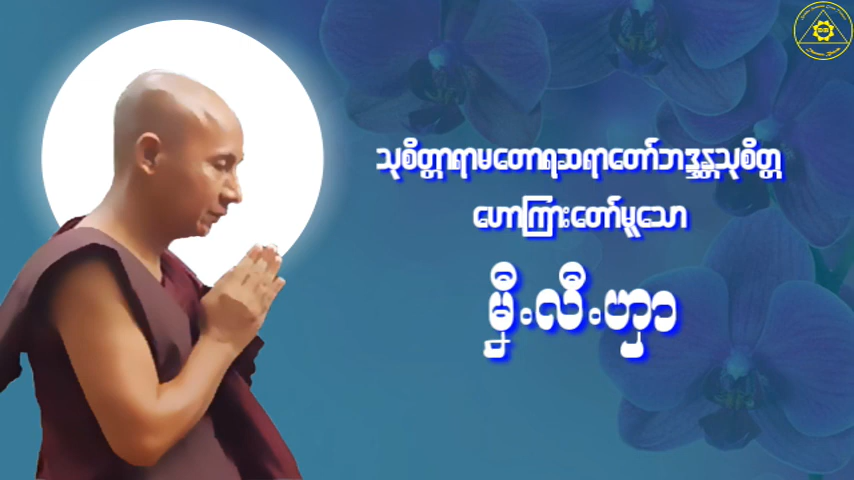 သုစိတ္တာရာမတောရဆရာတော်ဘဒ္ဒန္တသုစိတ္တ
ဟောကြားတော်မူသော
မှီ.လီ.ဟှာ